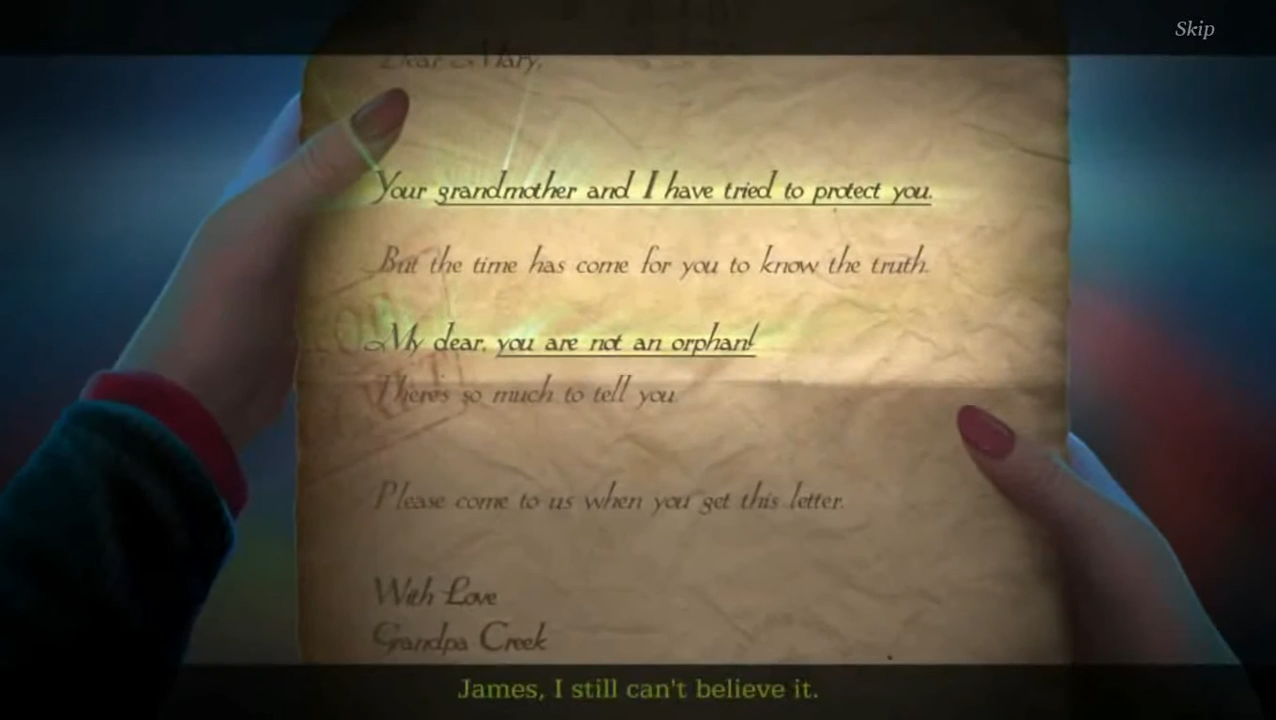 Skip
Dear Mary,
Your grandmother and I have tried to protect you.
But the time has come for you to know the truth.
My dear, you are not an orphan!
There's so much to tell you
Please come to us when you get this letter.
With Love
Grandpa Creek
James, I still can't believe it.